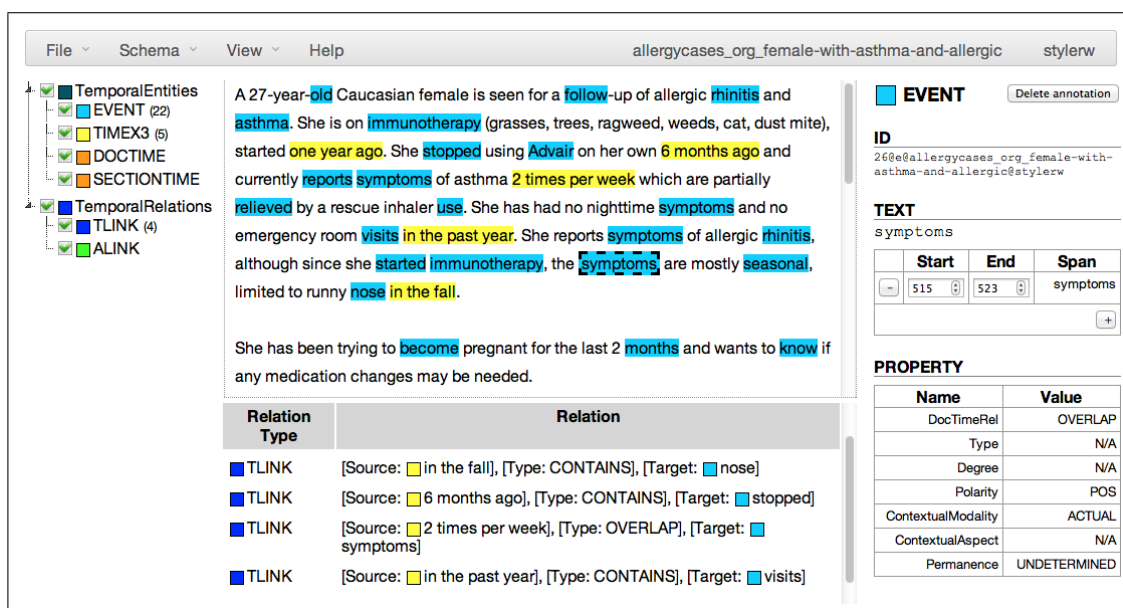 File Schema View Help allergycases_org_female-with-asthma-and-allergic stylerw
TemporalEntities
EVENT (22)
TIMEX3 (5)
DOCTIME
SECTIONTIME
TemporalRelations
TLINK (4)
ALINK
A 27-year-old Caucasian female is seen for a follow-up of allergic rhinitis and
asthma. She is on immunotherapy (grasses, trees, ragweed, weeds, cat, dust mite),
started one year ago. She stopped using Advair on her own 6 months ago and
currently reports symptoms of asthma 2 times per week which are partially
relieved by a rescue inhaler use. She has had no nighttime symptoms and no
emergency room visits in the past year. She reports symptoms of allergic rhinitis,
although since she started immunotherapy, the symptoms are mostly seasonal,
limited to runny nose in the fall.
She has been trying to become pregnant for the last 2 months and wants to know if
any medication changes may be needed.
Relation Type Relation
TLINK [Source: in the fall], [Type: CONTAINS], [Target: nose]
TLINK [Source: 6 months ago], [Type: CONTAINS], [Target: stopped]
TLINK [Source: 2 times per week], [Type: OVERLAP], [Target:
symptoms]
TLINK [Source: in the past year], [Type: CONTAINS], [Target: visits]
EVENT Delete annotation
ID
26@e@allergycases_org_female-with-
asthma-and-allergic@stylerw
TEXT
symptoms
Start End Span
- 515 523 symptoms
+
PROPERTY
Name Value
DocTimeRel OVERLAP
Type N/A
Degree N/A
Polarity POS
ContextualModality ACTUAL
ContextualAspect N/A
Permanence UNDETERMINED